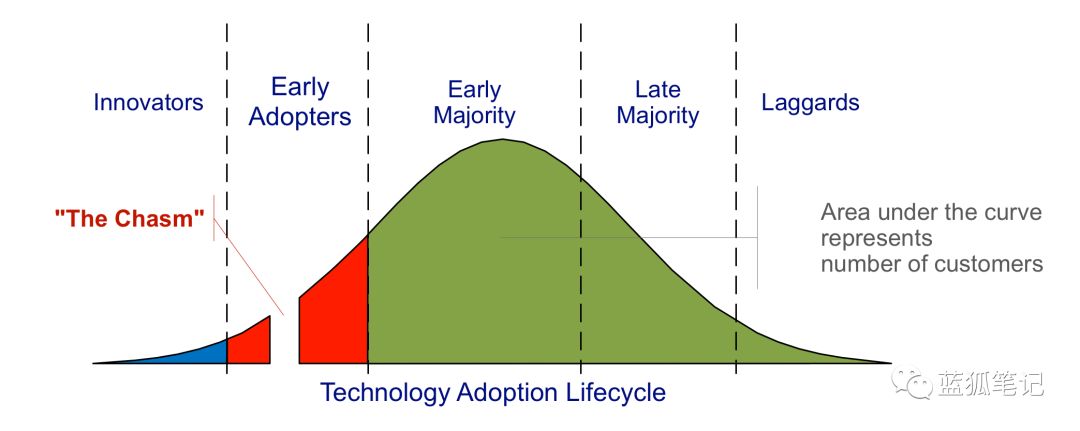 Innovators
Early
Adopters
Early
Majority
Late
Majority
Laggards
"The Chasm"
Area under the curve
represents
number of customers
Technology Adoption Lifecycle
蓝狐笔记